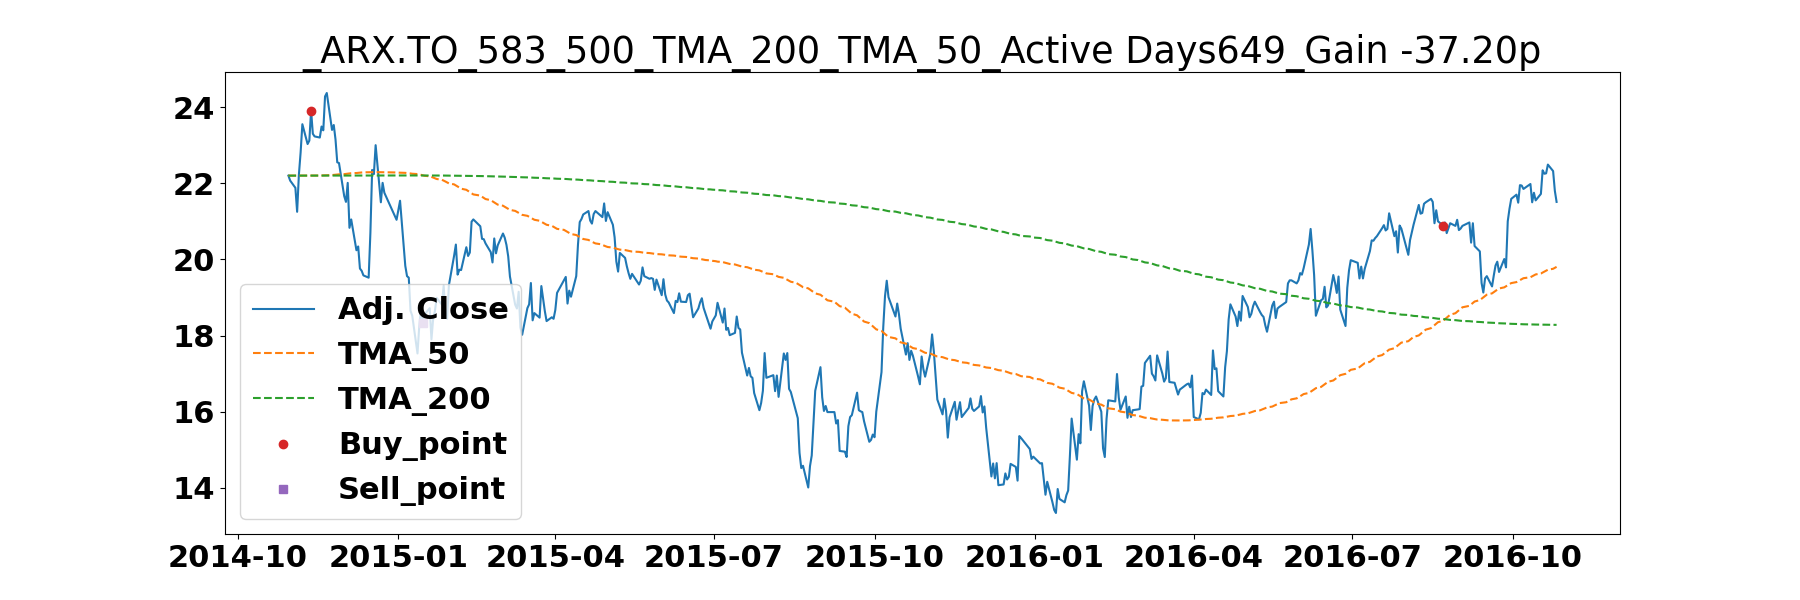 _ARX.TO_583_500_TMA_200_TMA_50_Active Days649_Gain -37.20p
24
22
20
18
16
14
Adj. Close
TMA_50
TMA_200
Buy_point
Sell_point
2014-10 2015-01 2015-04 2015-07 2015-10 2016-01 2016-04 2016-07 2016-10